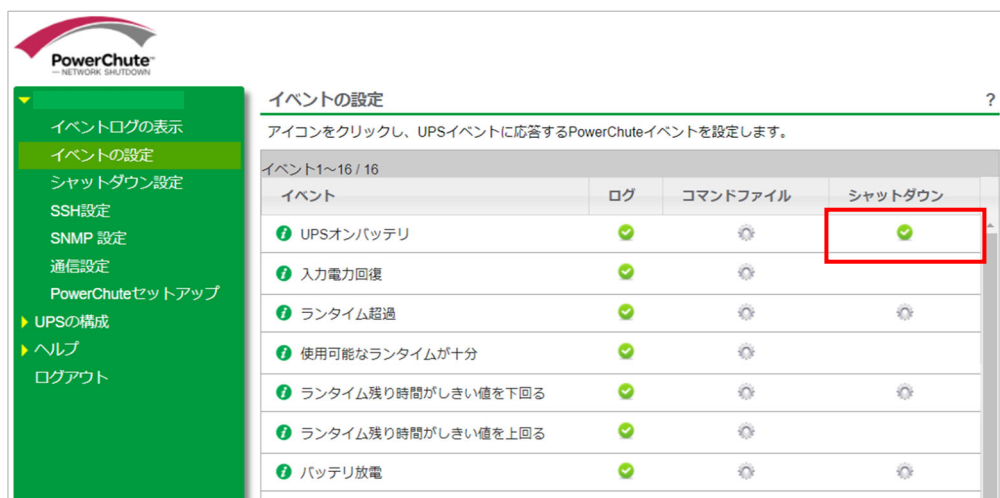 PowerChute™
— NETWORK SHUTDOWN
イベントログの表示
イベントの設定
シャットダウン設定
SSH設定
SNMP 設定
通信設定
PowerChuteセットアップ
UPSの構成
ヘルプ
ログアウト
イベントの設定 ?
アイコンをクリックし、UPSイベントに応答するPowerChuteイベントを設定します。
イベント1～16 / 16
イベント ログ コマンドファイル シャットダウン
UPSオンバッテリ
入力電力回復
ランタイム超過
使用可能なランタイムが十分
ランタイム残り時間がしきい値を下回る
ランタイム残り時間がしきい値を上回る
バッテリ放電